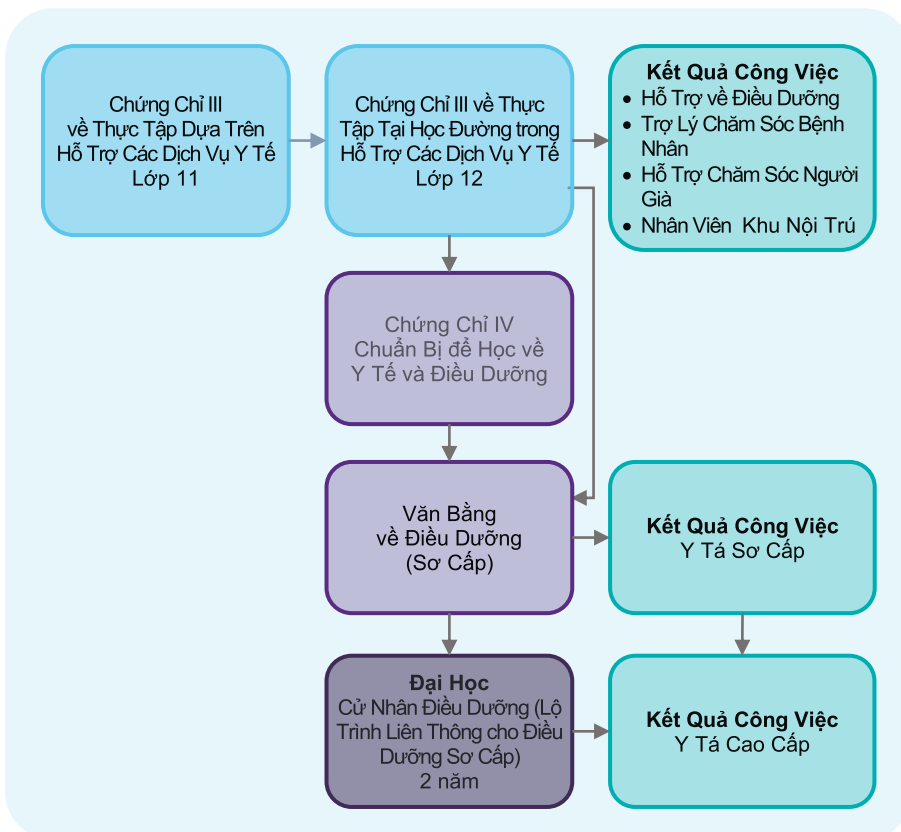 Chứng Chỉ III
về Thực Tập Dựa Trên
Hỗ Trợ Các Dịch Vụ Y Tế
Lớp 11
Chứng Chỉ III về Thực
Tập Tại Học Đường trong
Hỗ Trợ Các Dịch Vụ Y Tế
Lớp 12
Kết Quả Công Việc
• Hỗ Trợ về Điều Dưỡng
• Trợ Lý Chăm Sóc Bệnh
Nhân
• Hỗ Trợ Chăm Sóc Người
Già
• Nhân Viên Khu Nội Trú
Chứng Chỉ IV
Chuẩn Bị để Học về
Y Tế và Điều Dưỡng
Văn Bằng
về Điều Dưỡng
(Sơ Cấp)
Kết Quả Công Việc
Y Tá Sơ Cấp
Đại Học
Cử Nhân Điều Dưỡng (Lộ
Trình Liên Thông cho Điều
Dưỡng Sơ Cấp)
2 năm
Kết Quả Công Việc
Y Tá Cao Cấp